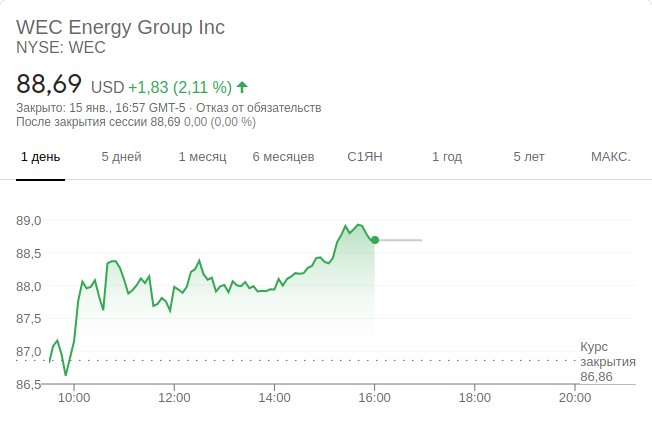 WEC Energy Group Inc
NYSE: WEC
88,69 USD +1,83 (2,11 %)
Закрыто: 15 янв., 16:57 GMT-5 · Отказ от обязательств
После закрытия сессии 88,69 0,00 (0,00 %)
1 день 5 дней 1 месяц 6 месяцев С1ЯН 1 год 5 лет МАКС.
89,0
88,5
88,0
87,5
87,0
86,5
Курс
закрытия
86,86
10:00 12:00 14:00 16:00 18:00 20:00